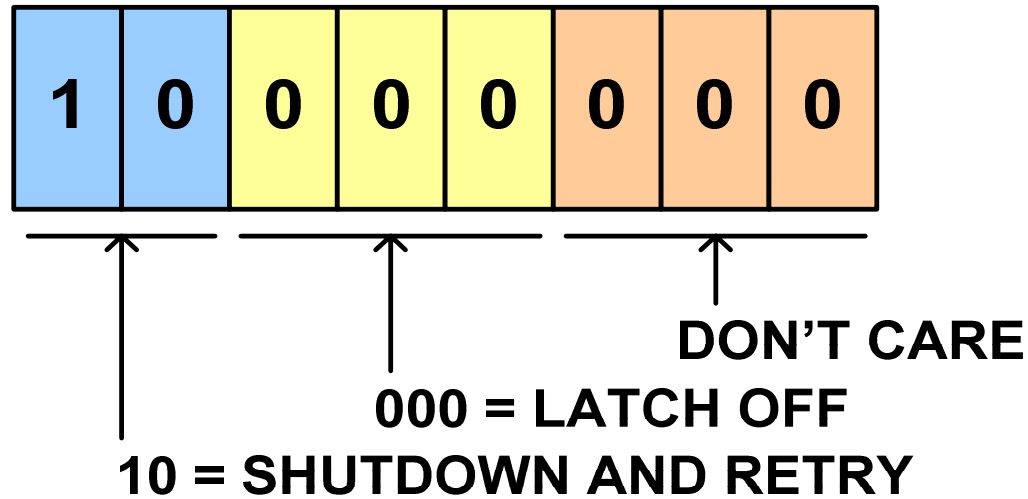 1 0 0 0 0 0 0 0
DON’T CARE
000 = LATCH OFF
10 = SHUTDOWN AND RETRY